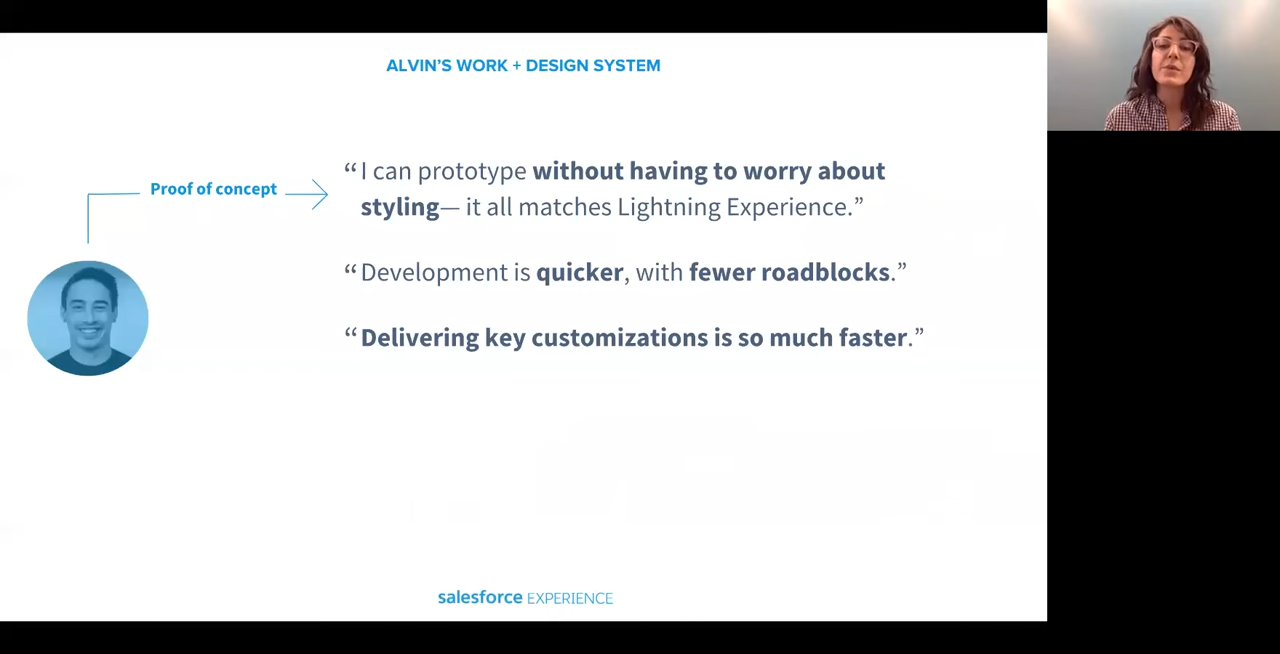 ALVIN'S WORK + DESIGN SYSTEM
Proof of concept
“I can prototype without having to worry about
styling— it all matches Lightning Experience.”
“Development is quicker, with fewer roadblocks.”
“Delivering key customizations is so much faster.”
salesforce EXPERIENCE